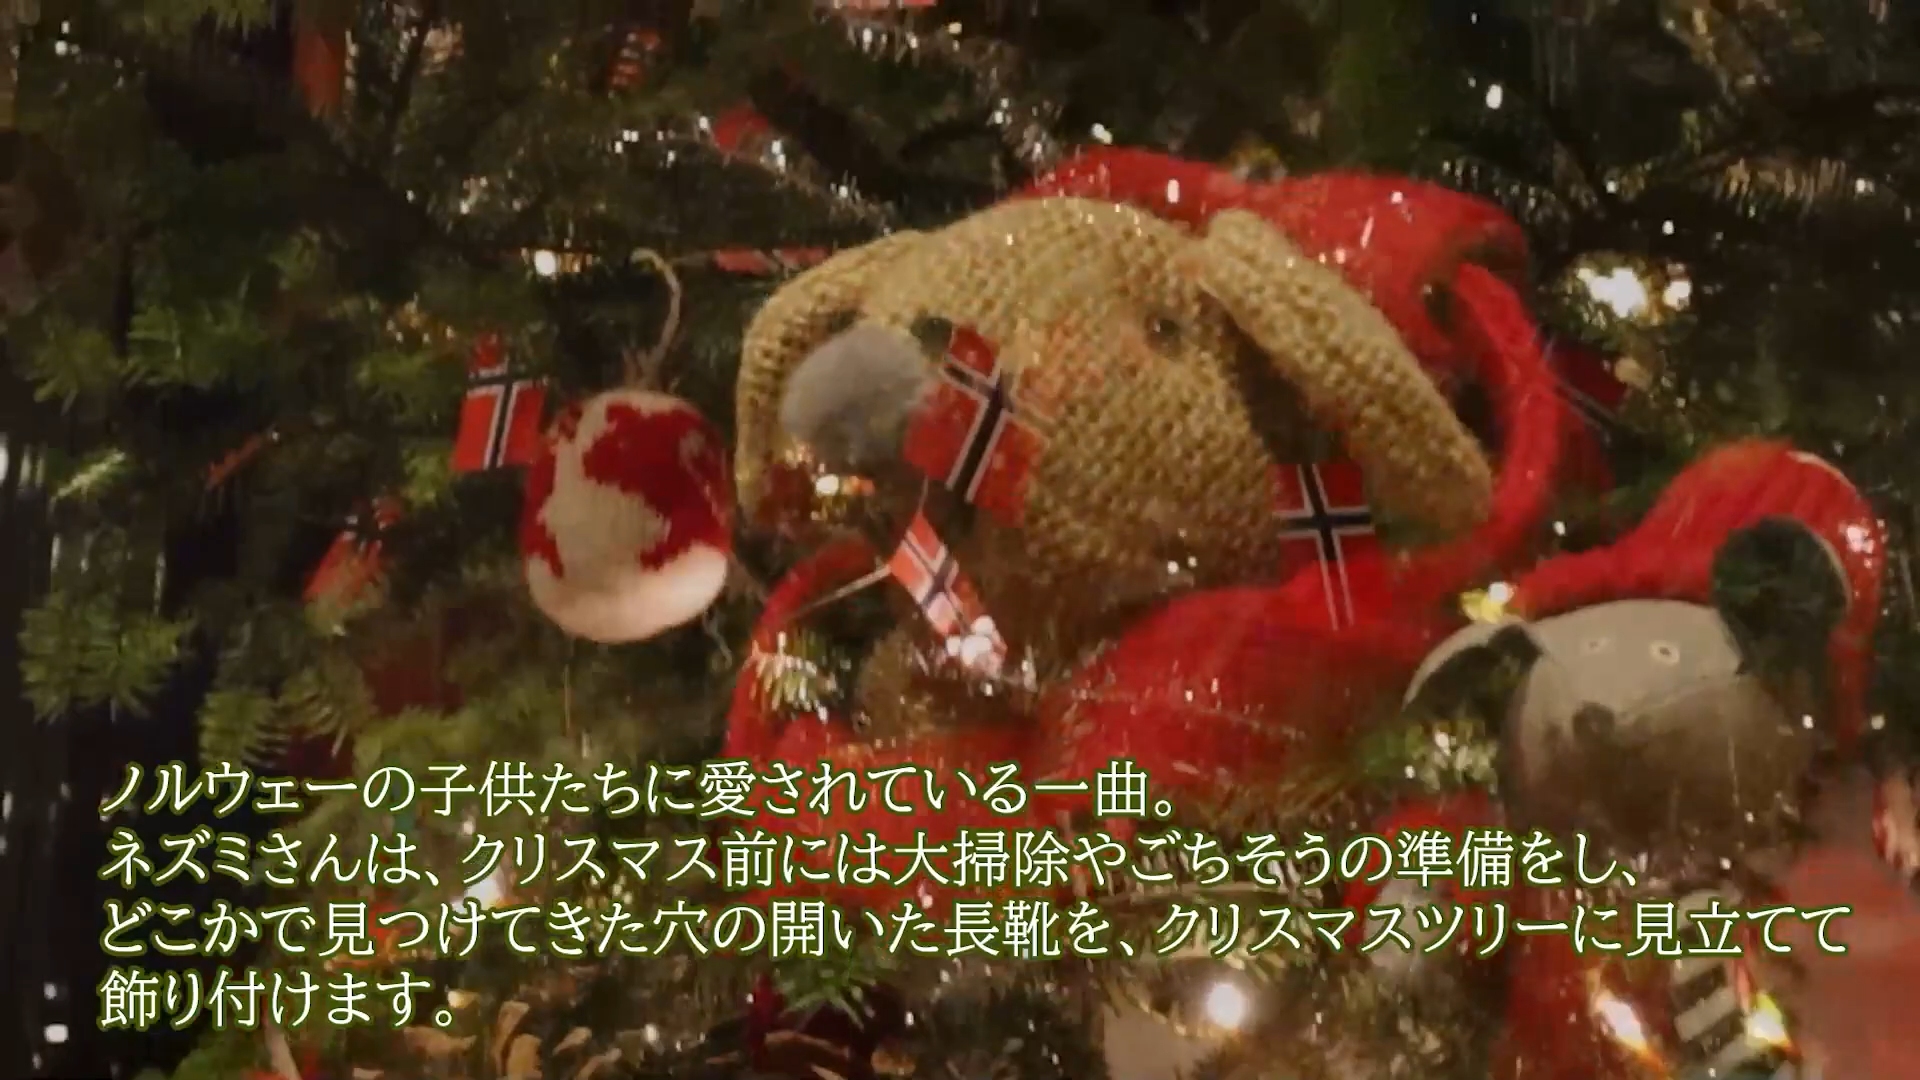 ノルウェーの子供たちに愛されている一曲。
ネズミさんは、クリスマス前には大掃除やごちそうの準備をし、
どこかで見つけてきた穴の開いた長靴を、クリスマスツリーに見立てて
飾り付けます。